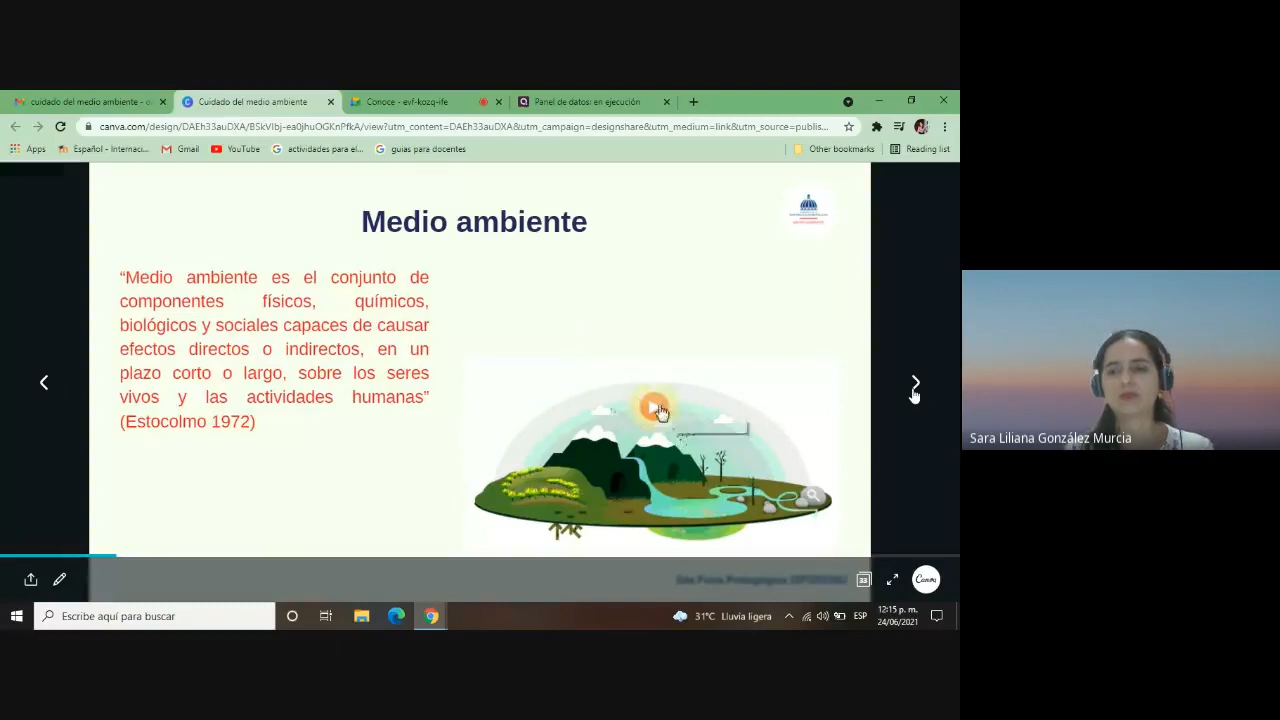 cuidado del medio ambiente - o
Cuidado del medio ambiente
Conoce - evf-kozq-ife
Panel de datos: en ejecución
canva.com/design/DAEh33auDXA/BSkVIbj-ea0jhuOGKnPfkA/view?utm_content=DAEh33auDXA&utm_campaign=designshare&utm_medium=link&utm_source=publis...
Apps
Español - Internaci...
Gmail
YouTube
actividades para el...
guias para docentes
Other bookmarks
Reading list
Medio ambiente
“Medio ambiente es el conjunto de
componentes físicos, químicos,
biológicos y sociales capaces de causar
efectos directos o indirectos, en un
plazo corto o largo, sobre los seres
vivos y las actividades humanas”
(Estocolmo 1972)
Sara Liliana González Murcia
33
Canva
Escribe aquí para buscar
31°C Lluvia ligera
ESP
12:15 p. m.
24/06/2021